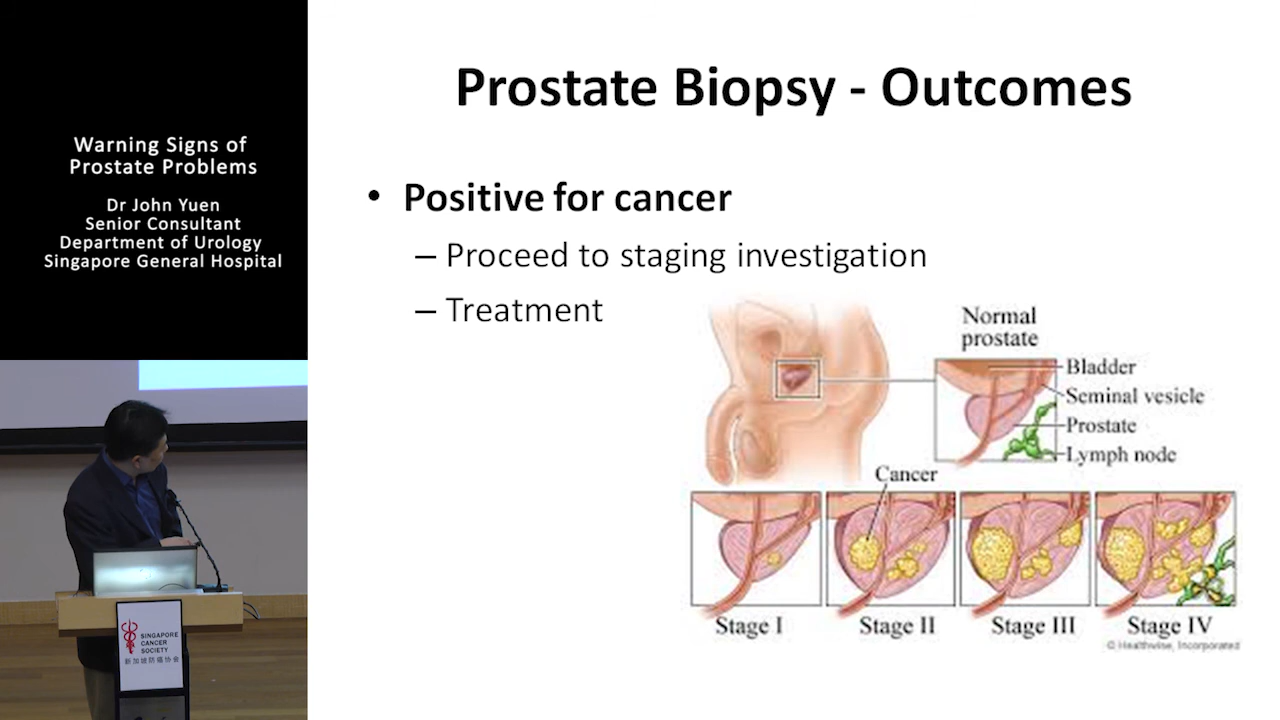 Warning Signs of
Prostate Problems
Dr John Yuen
Senior Consultant
Department of Urology
Singapore General Hospital
SINGAPORE
CANCER
SOCIETY
新加坡防癌协会
Prostate Biopsy - Outcomes
• Positive for cancer
– Proceed to staging investigation
– Treatment
Normal
prostate
Bladder
Seminal vesicle
Prostate
Lymph node
Cancer
Stage I
Stage II
Stage III
Stage IV
© Healthwise, Incorporated